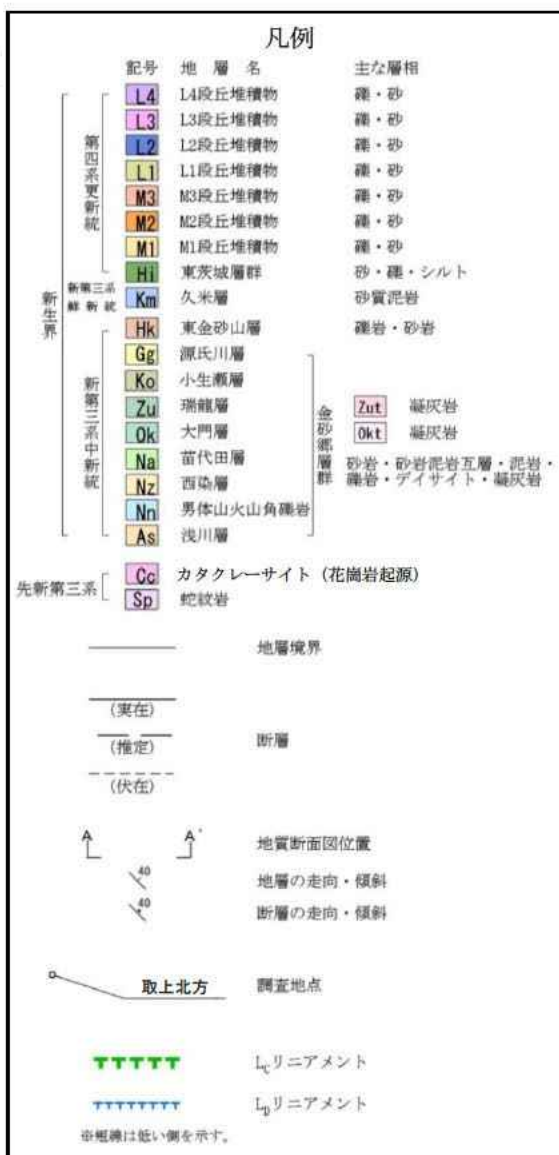 凡例
記号 地層名 主な層相
L4 L4段丘堆積物 礫・砂
L3 L3段丘堆積物 礫・砂
L2 L2段丘堆積物 礫・砂
L1 L1段丘堆積物 礫・砂
M3 M3段丘堆積物 礫・砂
M2 M2段丘堆積物 礫・砂
M1 M1段丘堆積物 礫・砂
Hi 東茨城層群 砂・礫・シルト
Km 久米層 砂質泥岩
Hk 東金砂山層 礫岩・砂岩
Gg 源氏川層
Ko 小生瀬層
Zu 瑞龍層
Ok 大門層
Na 苗代田層
Nz 西染層
Nn 男体山火山角礫岩
As 浅川層
新生界
第四系更新統
新第三系
鮮新統
新第三系中新統
金砂郷層群
Zut 凝灰岩
Okt 凝灰岩
砂岩・砂岩泥岩互層・泥岩・
礫岩・デイサイト・凝灰岩
先新第三系
Cc カタクレーサイト（花崗岩起源）
Sp 蛇紋岩
地層境界
(実在)
(推定) 断層
(伏在)
A A' 地質断面図位置
40 地層の走向・傾斜
40 断層の走向・傾斜
取上北方 調査地点
LCリニアメント
LDリニアメント
※短線は低い側を示す。